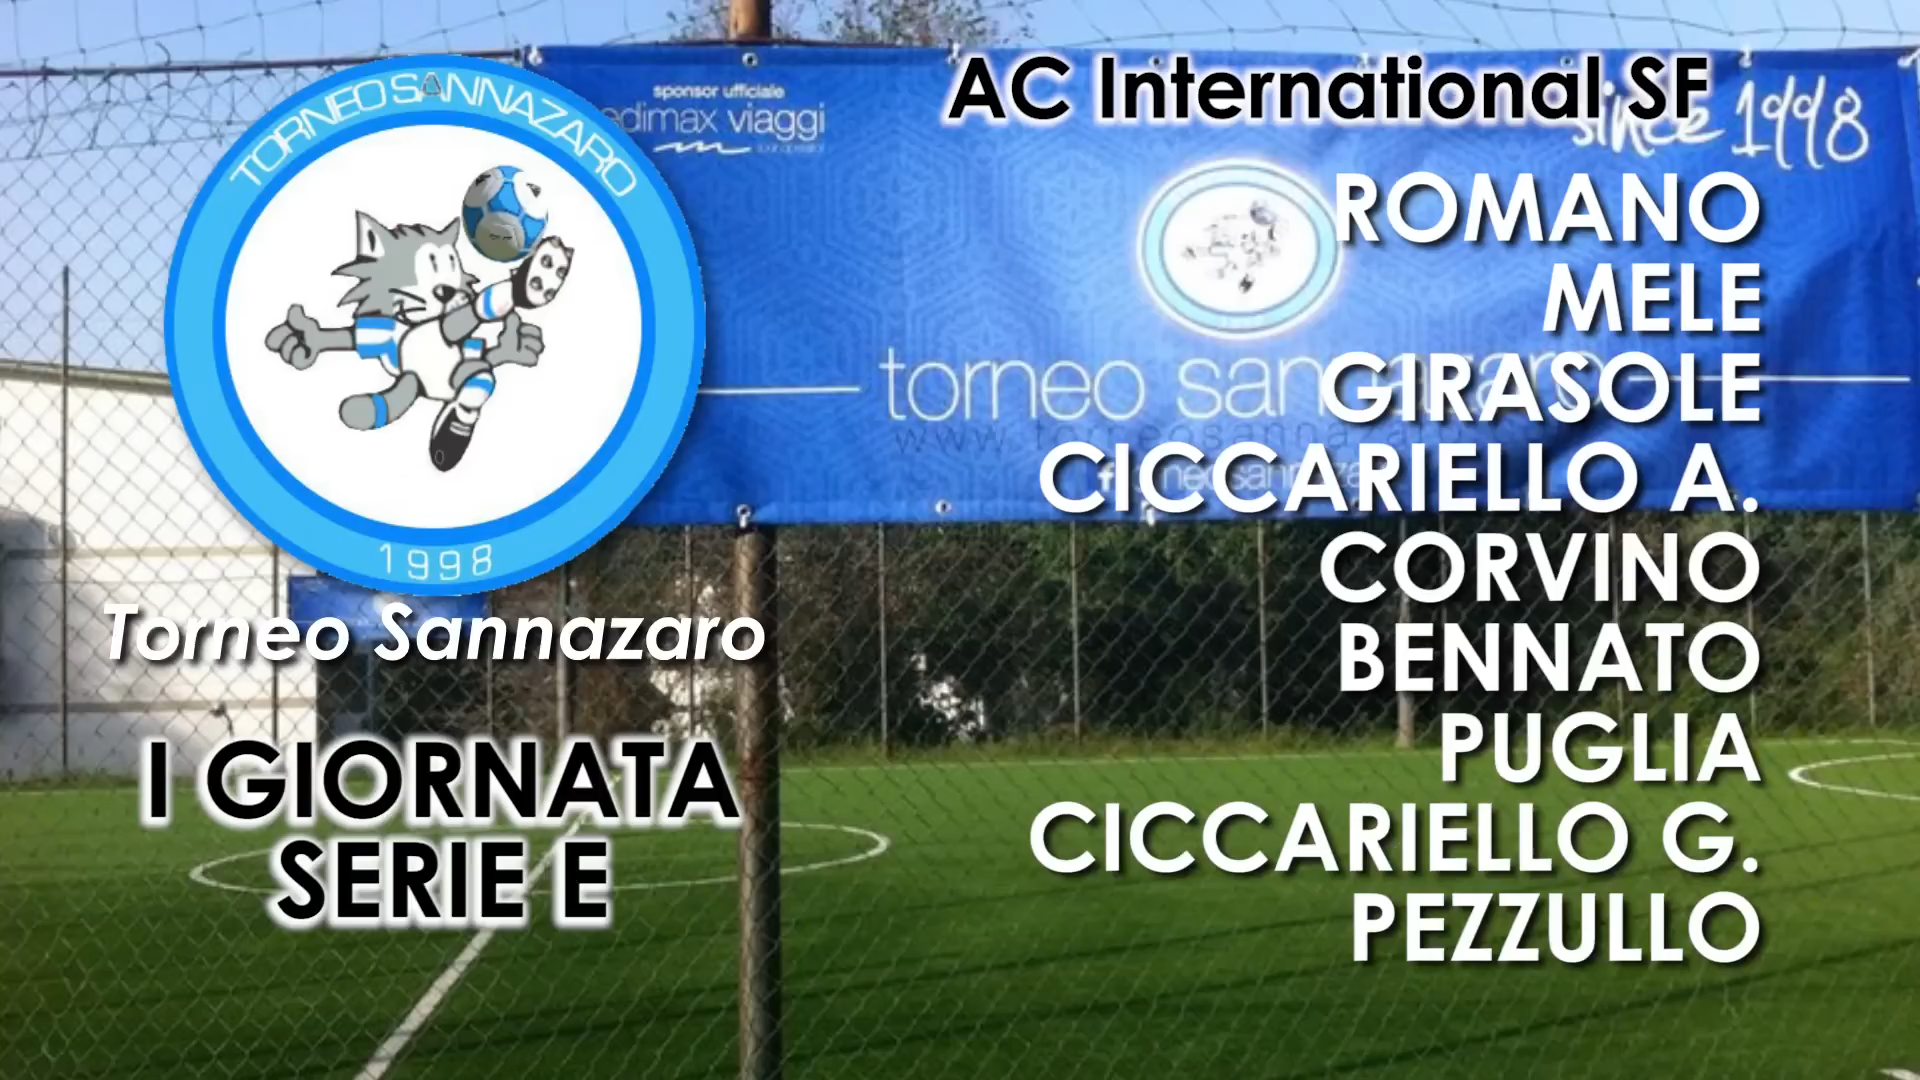 TORNEO SANNAZARO
1998
Torneo Sannazaro
I GIORNATA
SERIE E
sponsor ufficiale
edimax viaggi
since 1998
torneo
AC International SF
ROMANO
MELE
GIRASOLE
CICCARIELLO A.
CORVINO
BENNATO
PUGLIA
CICCARIELLO G.
PEZZULLO